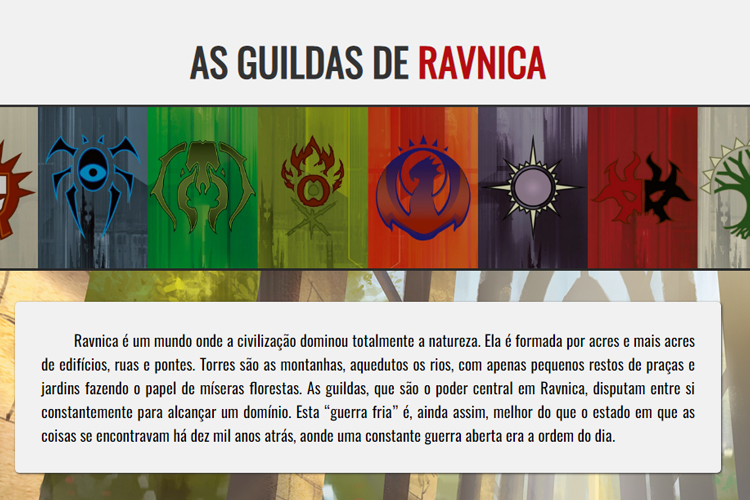 AS GUILDAS DE RAVNICA
Ravnica é um mundo onde a civilização dominou totalmente a natureza. Ela é formada por acres e mais acres
de edifícios, ruas e pontes. Torres são as montanhas, aquedutos os rios, com apenas pequenos restos de praças e
jardins fazendo o papel de míseras florestas. As guildas, que são o poder central em Ravnica, disputam entre si
constantemente para alcançar um domínio. Esta “guerra fria” é, ainda assim, melhor do que o estado em que as
coisas se encontravam há dez mil anos atrás, aonde uma constante guerra aberta era a ordem do dia.